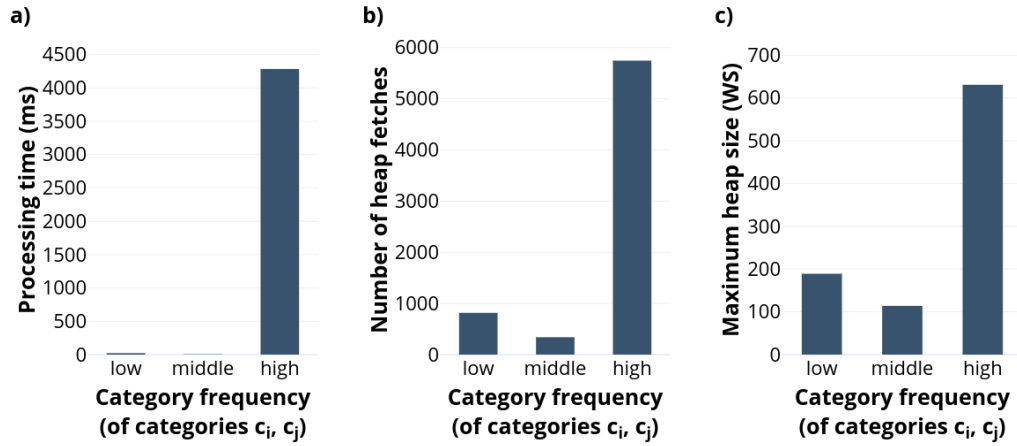 a)
Processing time (ms)
4500
4000
3500
3000
2500
2000
1500
1000
500
0
low middle high
Category frequency
(of categories cᵢ, cⱼ)
b)
Number of heap fetches
6000
5000
4000
3000
2000
1000
0
low middle high
Category frequency
(of categories cᵢ, cⱼ)
c)
Maximum heap size (WS)
700
600
500
400
300
200
100
0
low middle high
Category frequency
(of categories cᵢ, cⱼ)